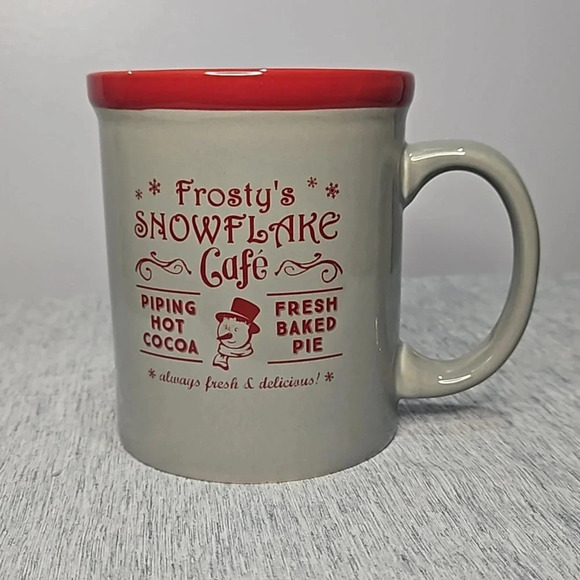 Frosty's
SNOWFLAKE
Café
PIPING
HOT
COCOA
FRESH
BAKED
PIE
always fresh & delicious!